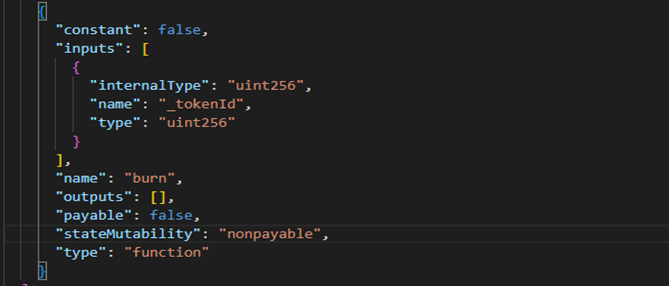 {
"constant": false,
"inputs": [
{
"internalType": "uint256",
"name": "_tokenId",
"type": "uint256"
}
],
"name": "burn",
"outputs": [],
"payable": false,
"stateMutability": "nonpayable",
"type": "function"
}